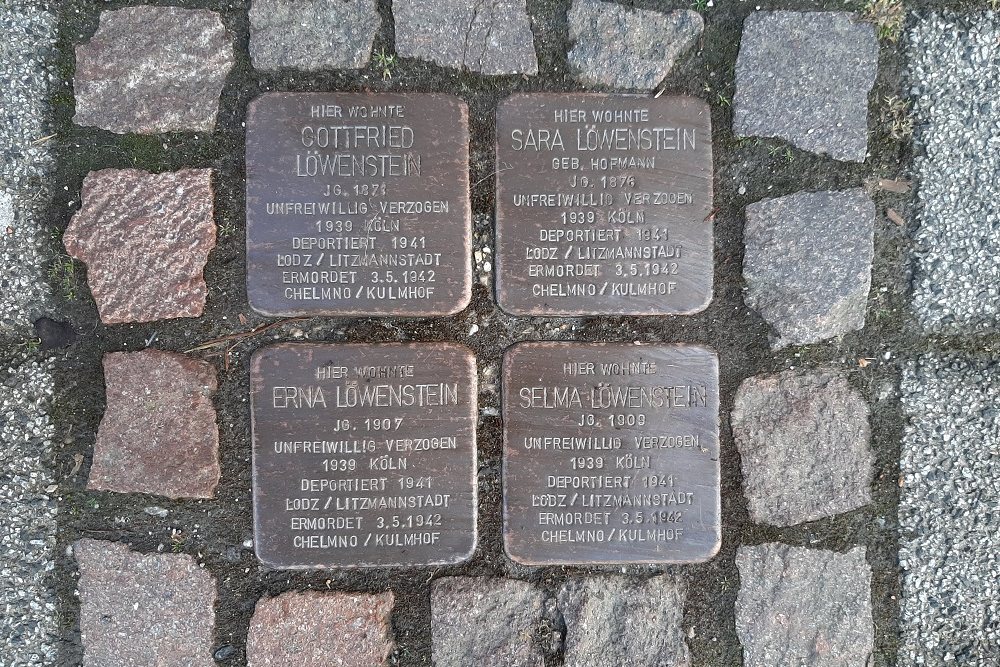 HIER WOHNTE
GOTTFRIED
LÖWENSTEIN
JG. 1871
UNFREIWILLIG VERZOGEN
1939 KÖLN
DEPORTIERT 1941
ŁODZ / LITZMANNSTADT
ERMORDET 3.5.1942
CHELMNO / KULMHOF
HIER WOHNTE
SARA LÖWENSTEIN
GEB. HOFMANN
JG. 1876
UNFREIWILLIG VERZOGEN
1939 KÖLN
DEPORTIERT 1941
ŁODZ / LITZMANNSTADT
ERMORDET 3.5.1942
CHELMNO / KULMHOF
HIER WOHNTE
ERNA LÖWENSTEIN
JG. 1907
UNFREIWILLIG VERZOGEN
1939 KÖLN
DEPORTIERT 1941
ŁODZ / LITZMANNSTADT
ERMORDET 3.5.1942
CHELMNO / KULMHOF
HIER WOHNTE
SELMA LÖWENSTEIN
JG. 1909
UNFREIWILLIG VERZOGEN
1939 KÖLN
DEPORTIERT 1941
ŁODZ / LITZMANNSTADT
ERMORDET 3.5.1942
CHELMNO / KULMHOF